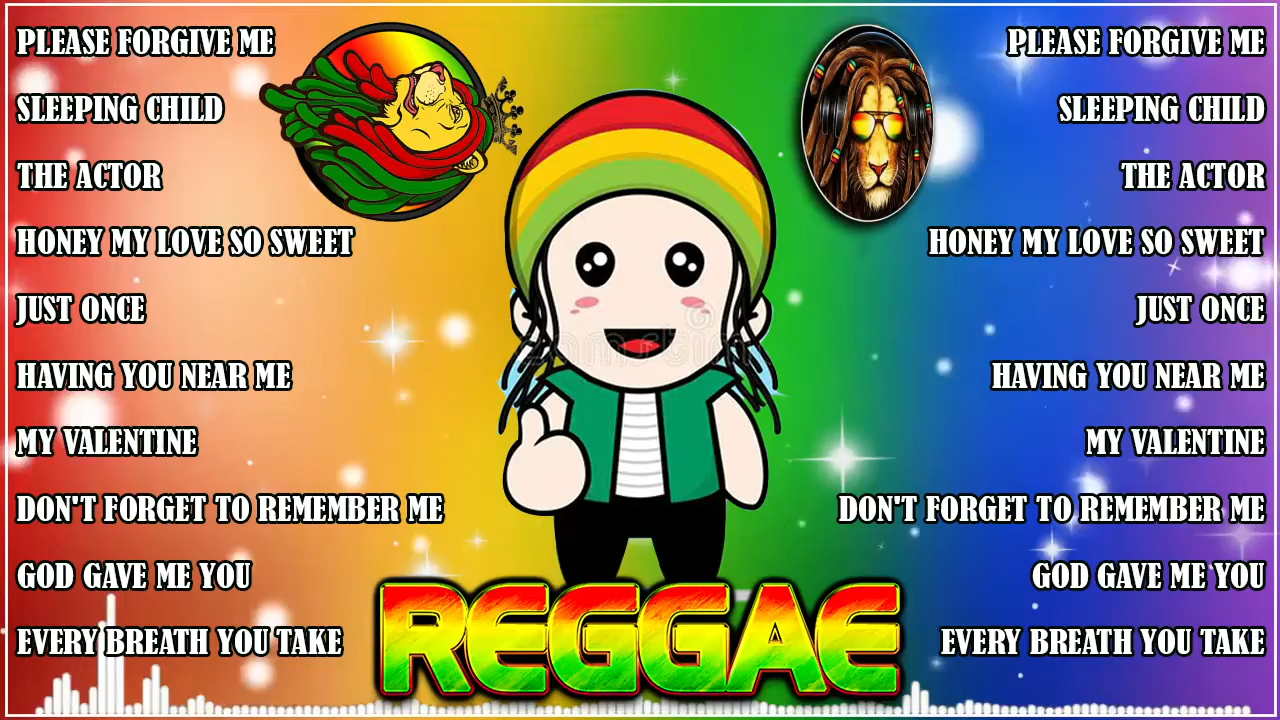 PLEASE FORGIVE ME
SLEEPING CHILD
THE ACTOR
HONEY MY LOVE SO SWEET
JUST ONCE
HAVING YOU NEAR ME
MY VALENTINE
DON'T FORGET TO REMEMBER ME
GOD GAVE ME YOU
EVERY BREATH YOU TAKE
PLEASE FORGIVE ME
SLEEPING CHILD
THE ACTOR
HONEY MY LOVE SO SWEET
JUST ONCE
HAVING YOU NEAR ME
MY VALENTINE
DON'T FORGET TO REMEMBER ME
GOD GAVE ME YOU
EVERY BREATH YOU TAKE
REGGAE